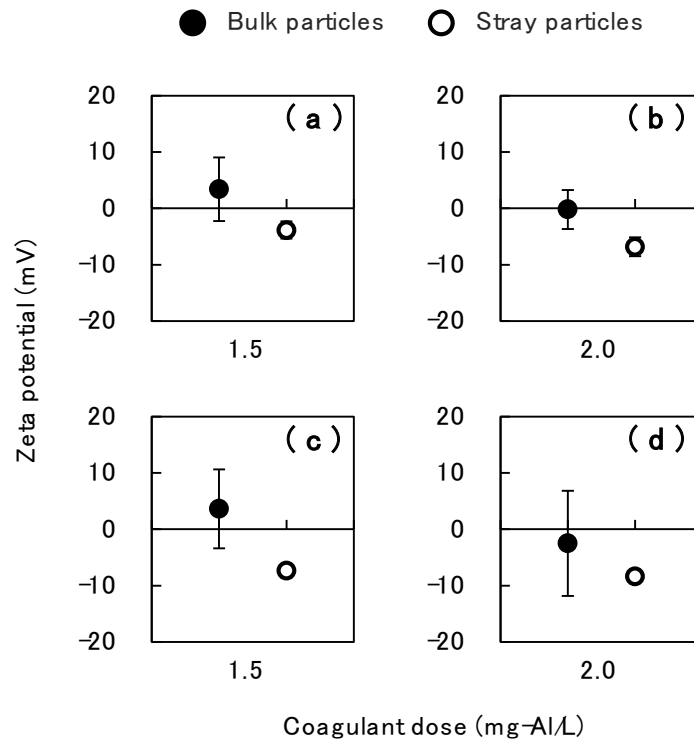 Bulk particles Stray particles
20 (a) 20 (b)
10 10
0 0
-10 -10
-20 -20
1.5 2.0
Zeta potential (mV)
20 (c) 20 (d)
10 10
0 0
-10 -10
-20 -20
1.5 2.0
Coagulant dose (mg-Al/L)